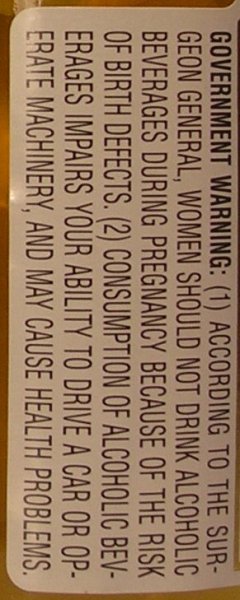 GOVERNMENT WARNING: (1) ACCORDING TO THE SUR-
GEON GENERAL, WOMEN SHOULD NOT DRINK ALCOHOLIC
BEVERAGES DURING PREGNANCY BECAUSE OF THE RISK
OF BIRTH DEFECTS. (2) CONSUMPTION OF ALCOHOLIC BEV-
ERAGES IMPAIRS YOUR ABILITY TO DRIVE A CAR OR OP-
ERATE MACHINERY, AND MAY CAUSE HEALTH PROBLEMS.